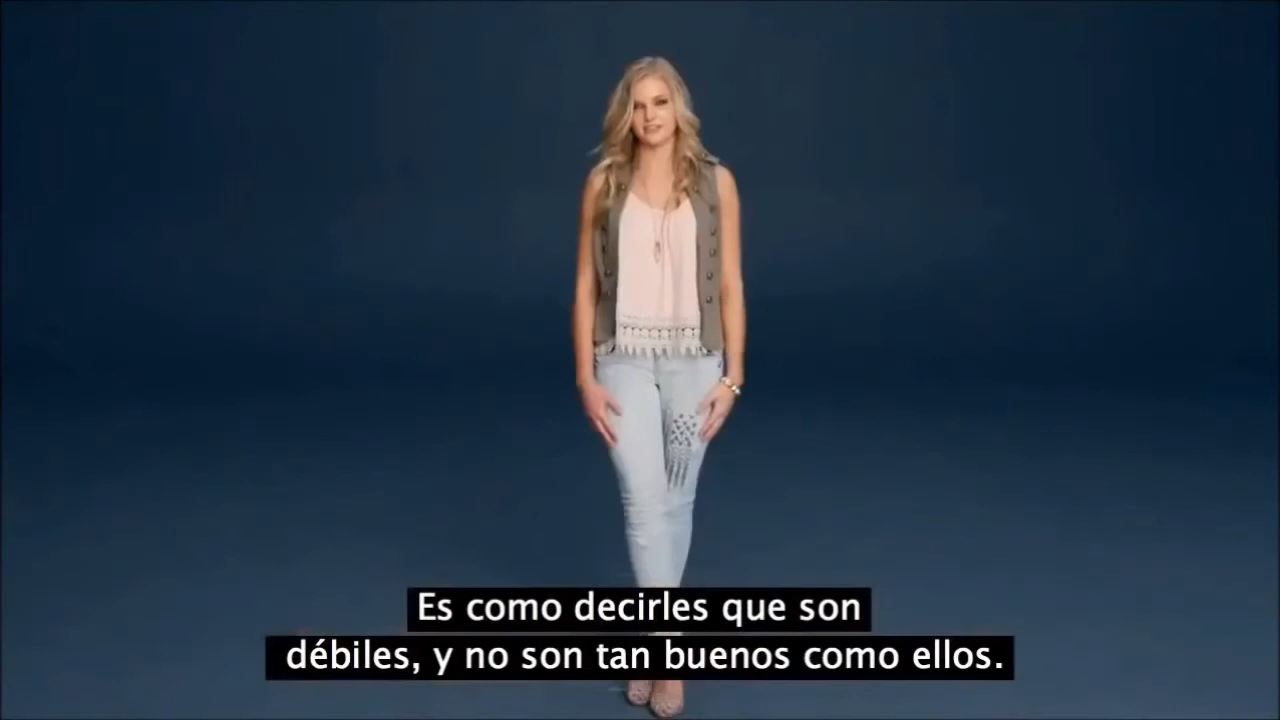 Es como decirles que son
débiles, y no son tan buenos como ellos.